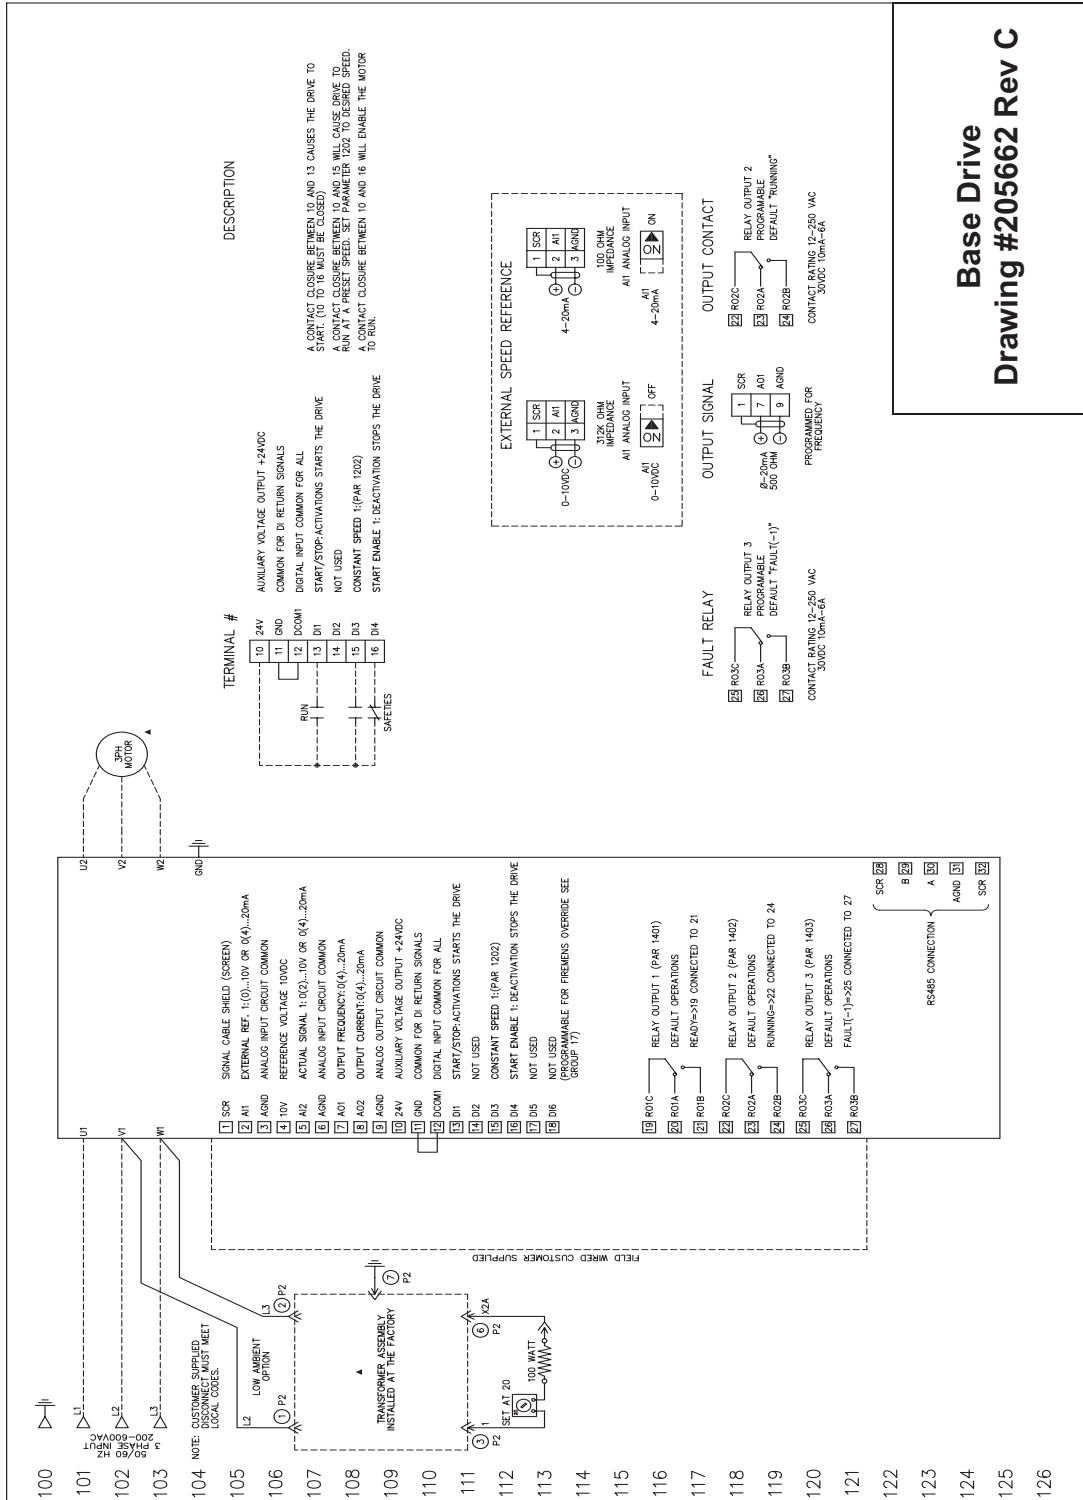 Base Drive
Drawing #205662 Rev C
100
101
102
103
104
105
106
107
108
109
110
111
112
113
114
115
116
117
118
119
120
121
122
123
124
125
126
50/60 HZ
3 PHASE INPUT
200-600VAC
L1
L2
L3
NOTE: CUSTOMER SUPPLIED
DISCONNECT MUST MEET
LOCAL CODES.
U1
V1
W1
U2
V2
W2
GND
3PH
MOTOR
LOW AMBIENT
OPTION
L2
L3
1 P2
2 P2
TRANSFORMER ASSEMBLY
INSTALLED AT THE FACTORY
7 P2
3 P2
1
SET AT 20
100 WATT
6 P2
X2A
FIELD WIRED CUSTOMER SUPPLIED
1 SCR SIGNAL CABLE SHIELD (SCREEN)
2 AI1 EXTERNAL REF. 1:(0)...10V OR 0(4)...20mA
3 AGND ANALOG INPUT CIRCUIT COMMON
4 10V REFERENCE VOLTAGE 10VDC
5 AI2 ACTUAL SIGNAL 1: 0(2)...10V OR 0(4)...20mA
6 AGND ANALOG INPUT CIRCUIT COMMON
7 AO1 OUTPUT FREQUENCY:0(4)...20mA
8 AO2 OUTPUT CURRENT:0(4)...20mA
9 AGND ANALOG OUTPUT CIRCUIT COMMON
10 24V AUXILIARY VOLTAGE OUTPUT +24VDC
11 GND COMMON FOR DI RETURN SIGNALS
12 DCOM1 DIGITAL INPUT COMMON FOR ALL
13 DI1 START/STOP:ACTIVATIONS STARTS THE DRIVE
14 DI2 NOT USED
15 DI3 CONSTANT SPEED 1:(PAR 1202)
16 DI4 START ENABLE 1: DEACTIVATION STOPS THE DRIVE
17 DI5 NOT USED
18 DI6 NOT USED
(PROGRAMMABLE FOR FIREMENS OVERRIDE SEE
GROUP 17)
19 RO1C RELAY OUTPUT 1 (PAR 1401)
20 RO1A DEFAULT OPERATIONS
21 RO1B READY=>19 CONNECTED TO 21
22 RO2C RELAY OUTPUT 2 (PAR 1402)
23 RO2A DEFAULT OPERATIONS
24 RO2B RUNNING=>22 CONNECTED TO 24
25 RO3C RELAY OUTPUT 3 (PAR 1403)
26 RO3A DEFAULT OPERATIONS
27 RO3B FAULT(-1)=>25 CONNECTED TO 27
RS485 CONNECTION
SCR 28
B 29
A 30
AGND 31
SCR 32
TERMINAL #
DESCRIPTION
10 24V AUXILIARY VOLTAGE OUTPUT +24VDC
11 GND COMMON FOR DI RETURN SIGNALS
12 DCOM1 DIGITAL INPUT COMMON FOR ALL
13 DI1 START/STOP:ACTIVATIONS STARTS THE DRIVE
14 DI2 NOT USED
15 DI3 CONSTANT SPEED 1:(PAR 1202)
16 DI4 START ENABLE 1: DEACTIVATION STOPS THE DRIVE
RUN
SAFETIES
A CONTACT CLOSURE BETWEEN 10 AND 13 CAUSES THE DRIVE TO
START. (10 TO 16 MUST BE CLOSED)
A CONTACT CLOSURE BETWEEN 10 AND 15 WILL CAUSE DRIVE TO
RUN AT A PRESET SPEED. SET PARAMETER 1202 TO DESIRED SPEED.
A CONTACT CLOSURE BETWEEN 10 AND 16 WILL ENABLE THE MOTOR
TO RUN.
EXTERNAL SPEED REFERENCE
0-10VDC
1 SCR
2 AI1
3 AGND
312K OHM
IMPEDANCE
AI1 ANALOG INPUT
AI1
0-10VDC
ON
OFF
4-20mA
1 SCR
2 AI1
3 AGND
100 OHM
IMPEDANCE
AI1 ANALOG INPUT
AI1
4-20mA
ON
ON
FAULT RELAY
25 RO3C
26 RO3A
27 RO3B
RELAY OUTPUT 3
PROGRAMABLE
DEFAULT "FAULT(-1)"
CONTACT RATING 12-250 VAC
30VDC 10mA-6A
OUTPUT SIGNAL
1 SCR
7 AO1
9 AGND
Ø-20mA
500 OHM
PROGRAMMED FOR
FREQUENCY
OUTPUT CONTACT
22 RO2C
23 RO2A
24 RO2B
RELAY OUTPUT 2
PROGRAMABLE
DEFAULT "RUNNING"
CONTACT RATING 12-250 VAC
30VDC 10mA-6A